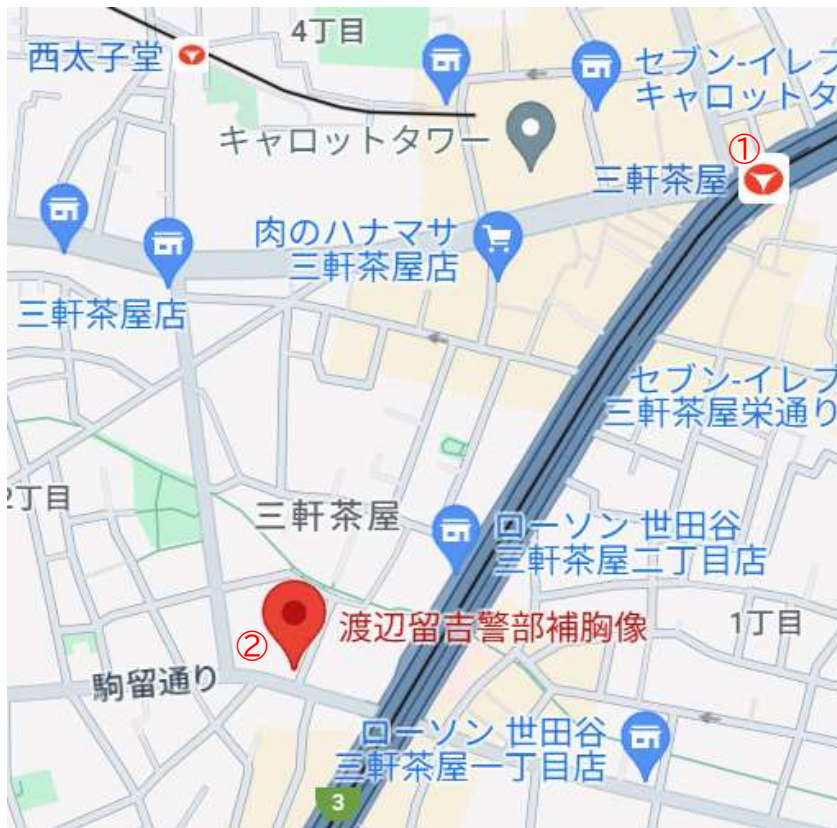 4丁目
西太子堂
セブン-イレブ
キャロットタ
キャロットタワー
①
三軒茶屋
肉のハナマサ
三軒茶屋店
三軒茶屋店
セブン-イレブ
三軒茶屋栄通り
2丁目
三軒茶屋
ローソン 世田谷
三軒茶屋二丁目店
渡辺留吉警部補胸像
②
1丁目
駒留通り
ローソン 世田谷
三軒茶屋一丁目店
3